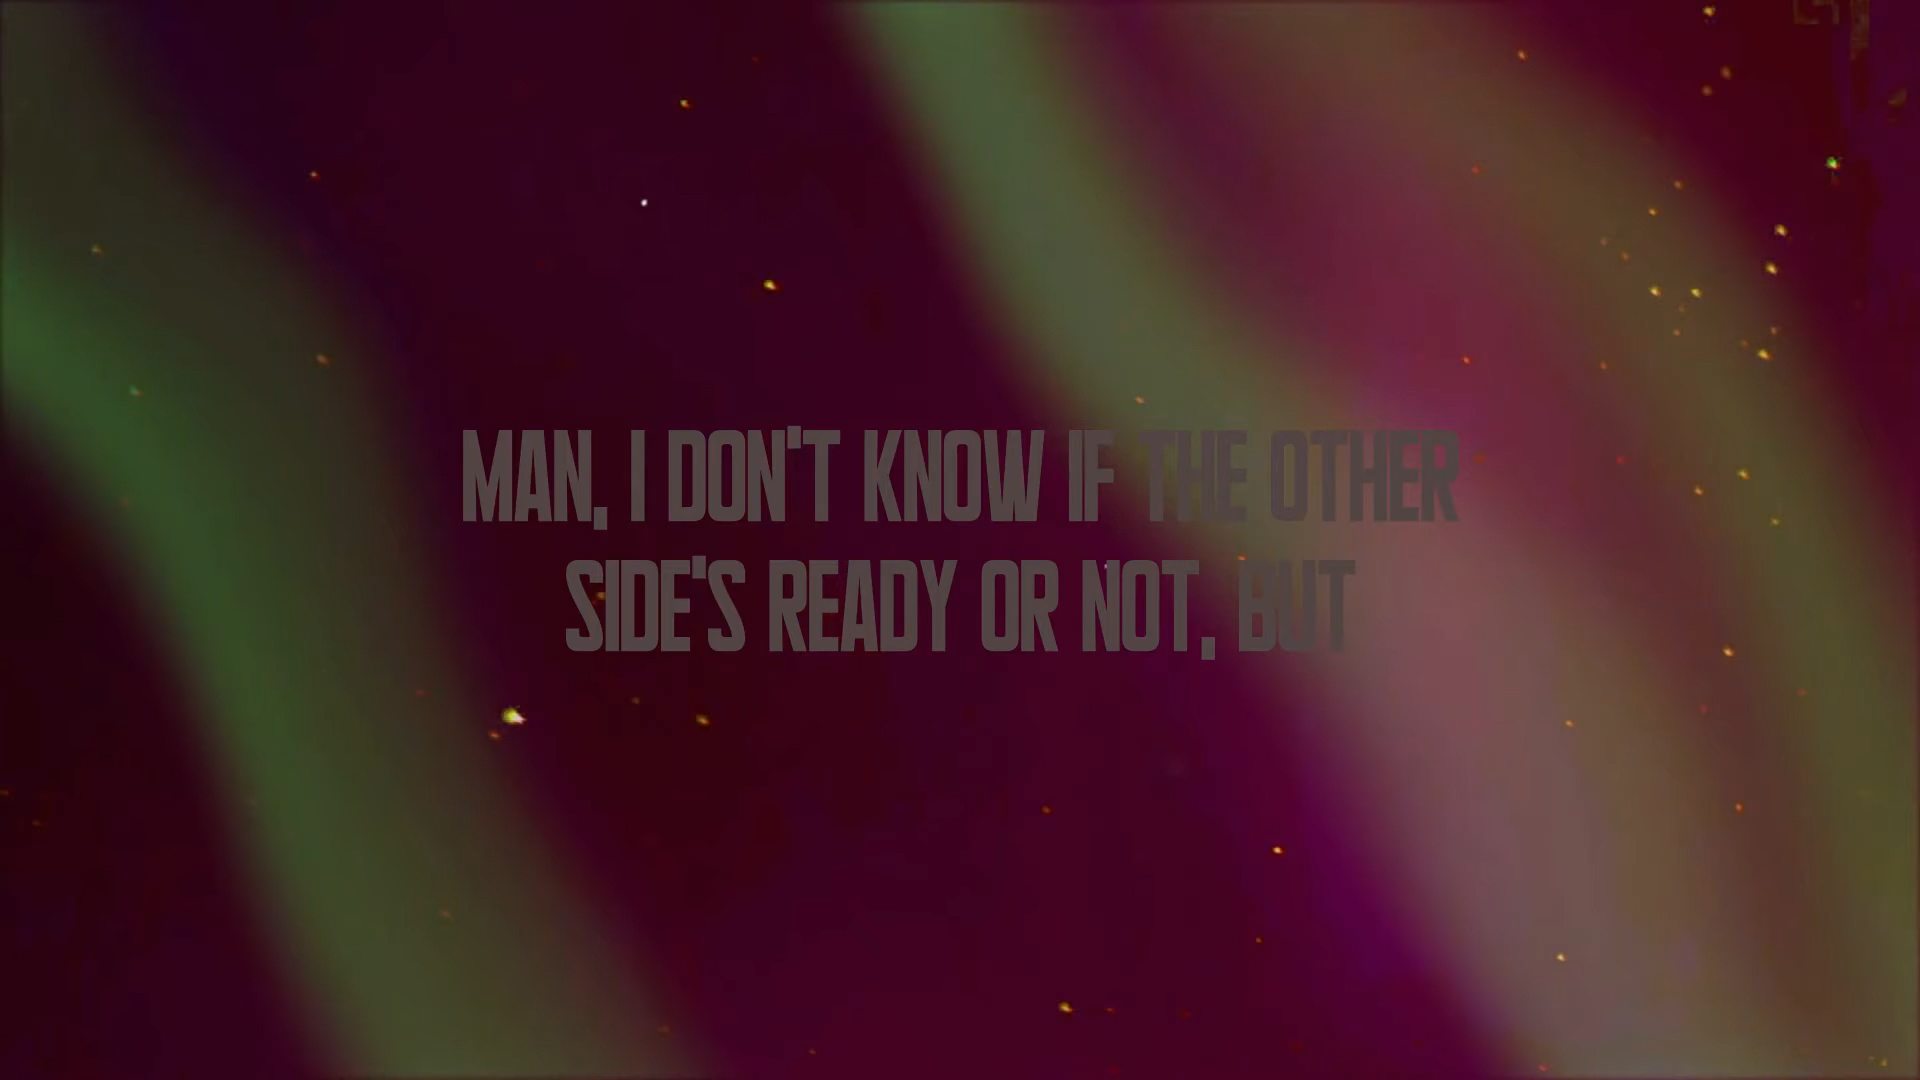 MAN, I DON'T KNOW IF THE OTHER
SIDE'S READY OR NOT, BUT